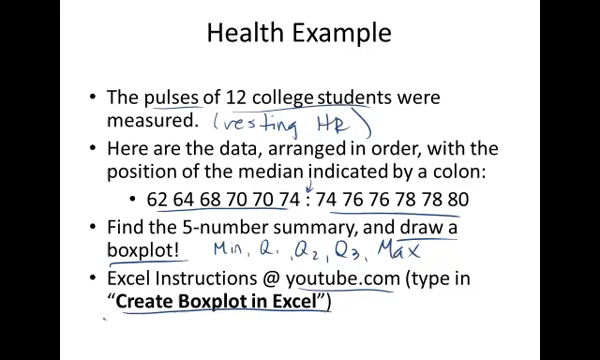 Health Example
• The pulses of 12 college students were
measured. (resting HR)
• Here are the data, arranged in order, with the
position of the median indicated by a colon:
• 62 64 68 70 70 74 : 74 76 76 78 78 80
• Find the 5-number summary, and draw a
boxplot! Min, Q1, Q2, Q3, Max
• Excel Instructions @ youtube.com (type in
“Create Boxplot in Excel”)